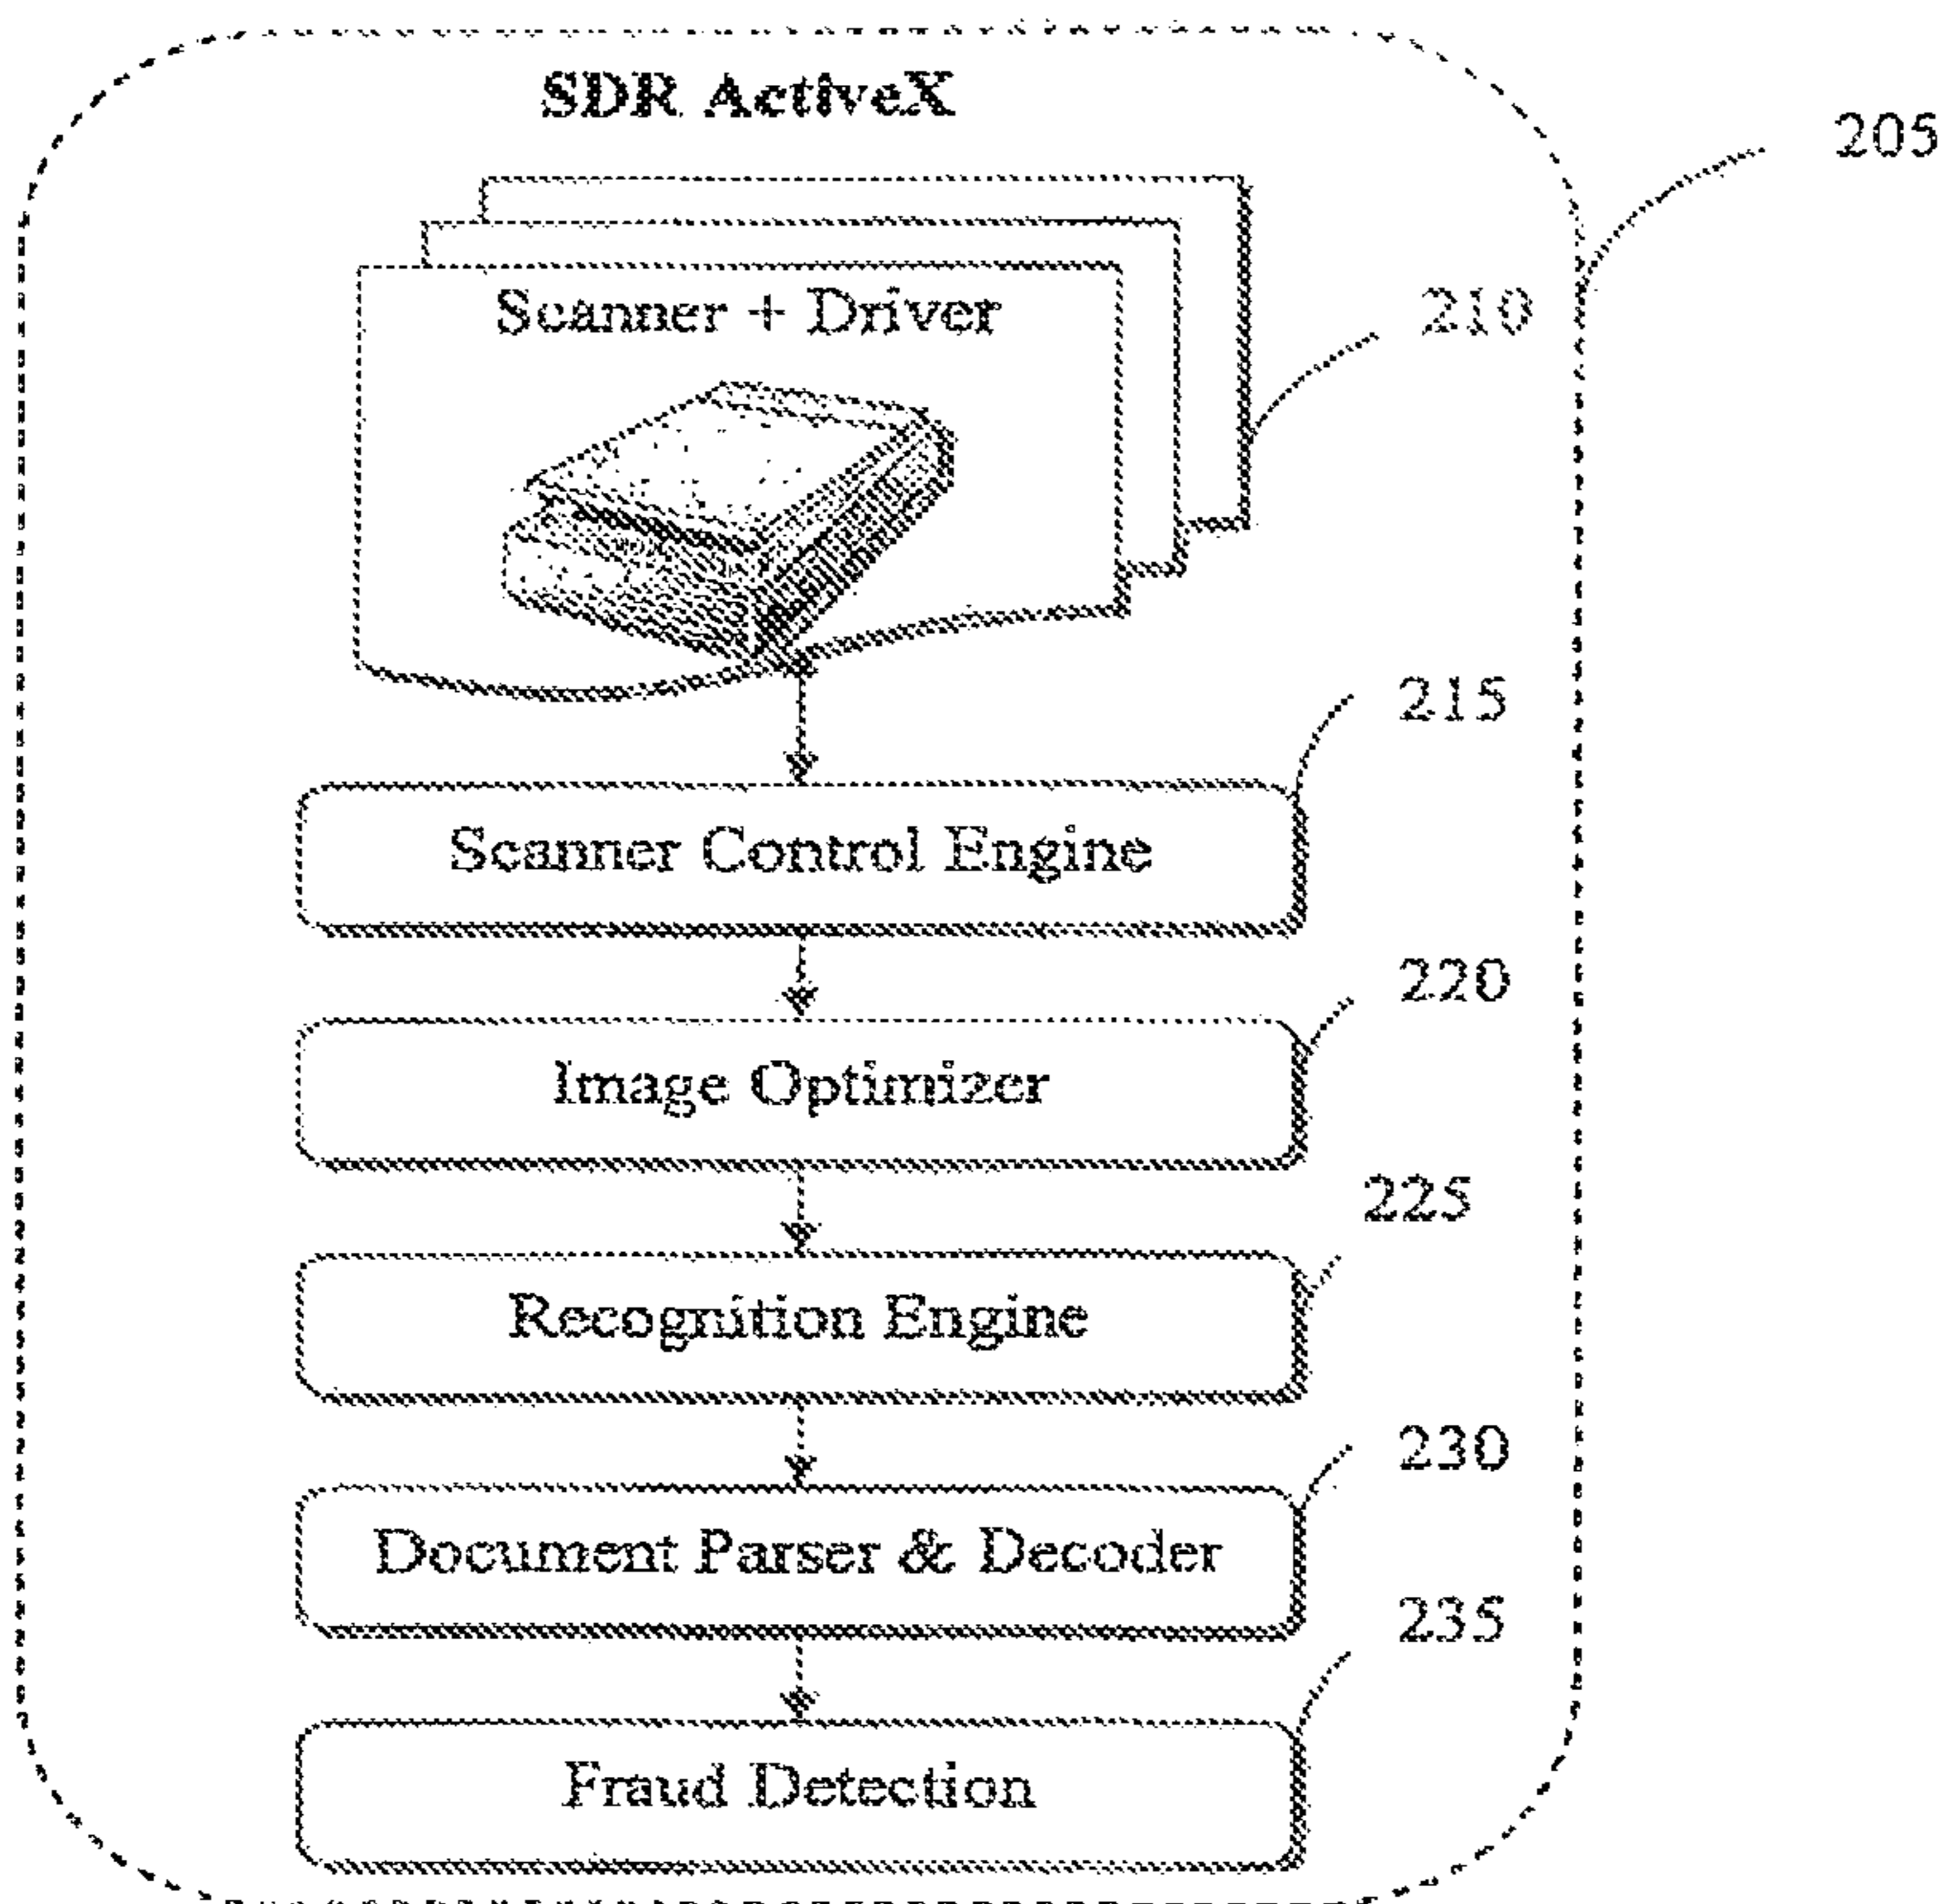 SDR ActiveX
205
Scanner + Driver
210
215
Scanner Control Engine
220
Image Optimizer
225
Recognition Engine
230
Document Parser & Decoder
235
Fraud Detection